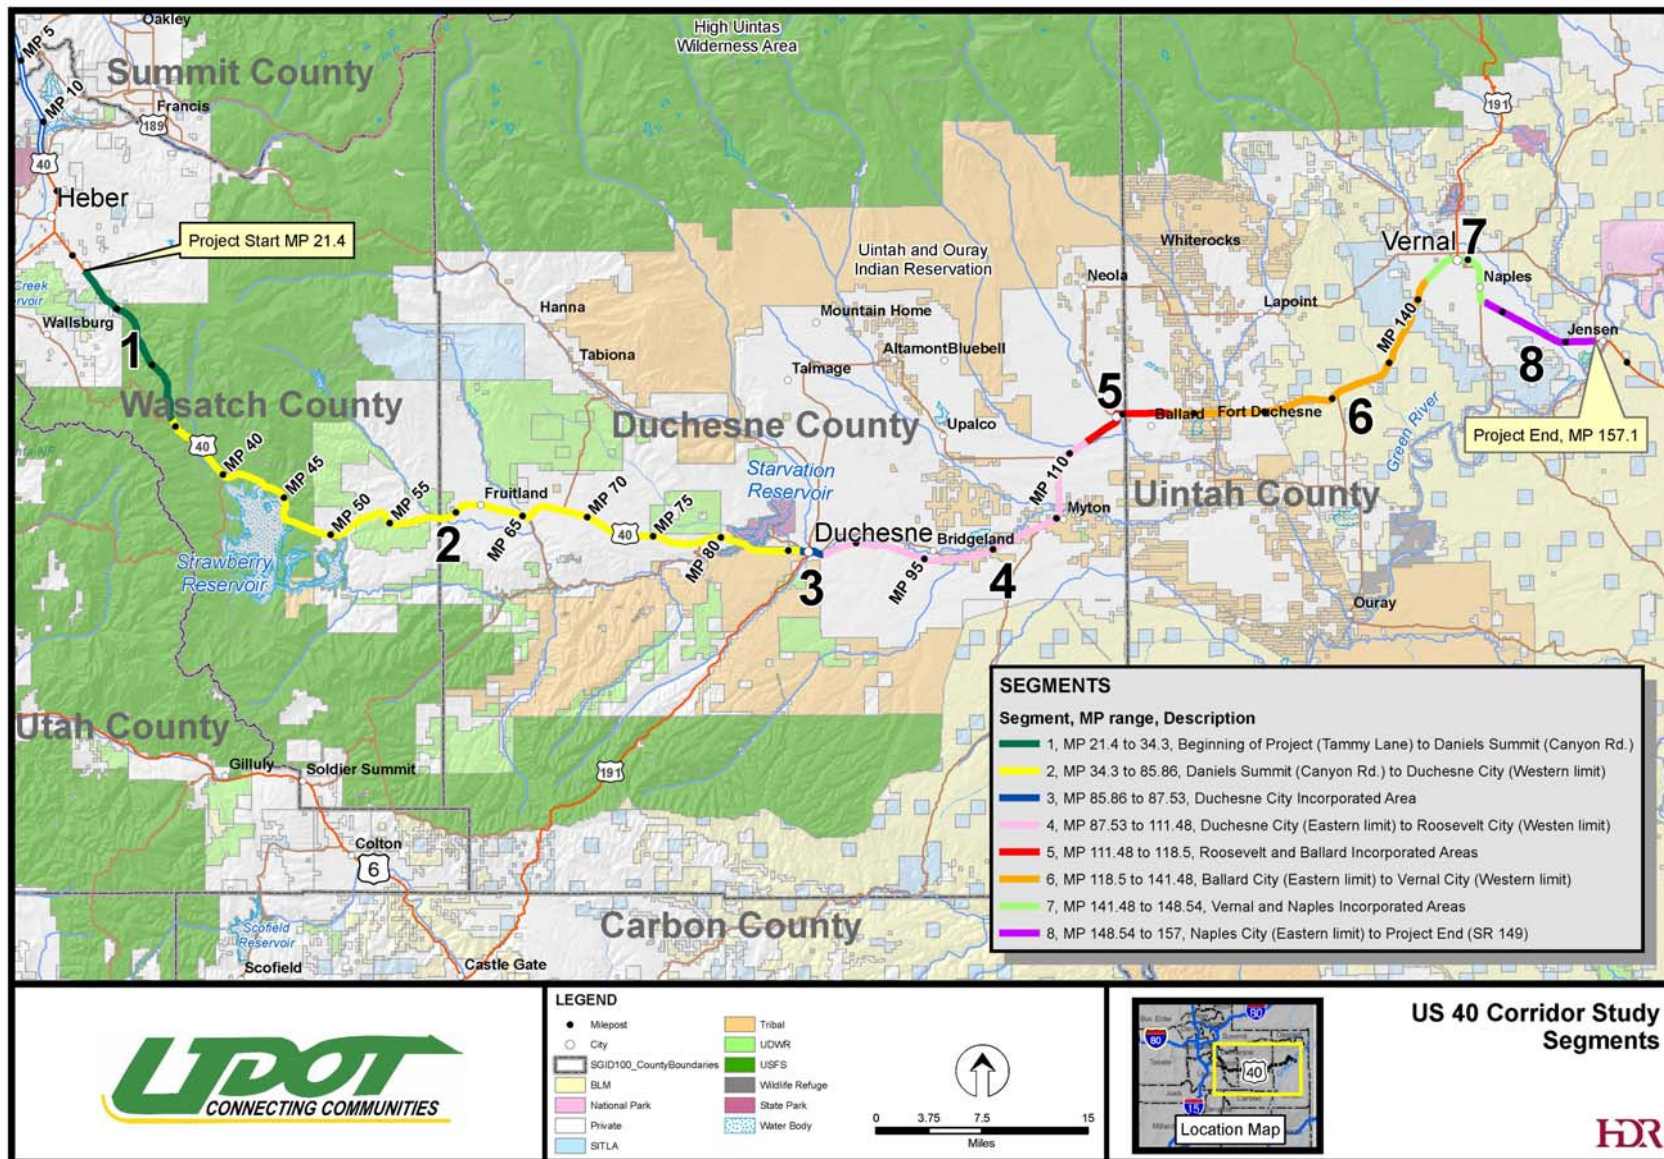 Oakley
MP 5
High Uintas
Wilderness Area
Summit County
MP 10
Francis
189
191
40
Heber
Project Start MP 21.4
Uintah and Ouray
Indian Reservation
Whiterocks
Vernal
7
Neola
Naples
Creek
Wallsburg
Hanna
Mountain Home
Lapoint
MP 140
Jensen
1
Tabiona
Altamont
Bluebell
Talmage
8
Wasatch County
Duchesne County
5
Ballard
Fort Duchesne
6
Upalco
Project End, MP 157.1
40
MP 40
MP 45
Starvation
Reservoir
MP 110
Green River
Fruitland
MP 70
MP 50
MP 55
MP 75
Uintah County
Myton
2
MP 65
40
MP 80
Duchesne
Bridgeland
Strawberry
Reservoir
3
MP 95
4
Ouray
Utah County
Gilluly
Soldier Summit
191
Colton
6
Carbon County
Scofield
Reservoir
Scofield
Castle Gate
SEGMENTS
Segment, MP range, Description
1, MP 21.4 to 34.3, Beginning of Project (Tammy Lane) to Daniels Summit (Canyon Rd.)
2, MP 34.3 to 85.86, Daniels Summit (Canyon Rd.) to Duchesne City (Western limit)
3, MP 85.86 to 87.53, Duchesne City Incorporated Area
4, MP 87.53 to 111.48, Duchesne City (Eastern limit) to Roosevelt City (Westen limit)
5, MP 111.48 to 118.5, Roosevelt and Ballard Incorporated Areas
6, MP 118.5 to 141.48, Ballard City (Eastern limit) to Vernal City (Western limit)
7, MP 141.48 to 148.54, Vernal and Naples Incorporated Areas
8, MP 148.54 to 157, Naples City (Eastern limit) to Project End (SR 149)
UDOT
CONNECTING COMMUNITIES
LEGEND
Milepost
City
SGID100_CountyBoundaries
BLM
National Park
Private
SITLA
Tribal
UDWR
USFS
Wildlife Refuge
State Park
Water Body
0 3.75 7.5 15
Miles
80
80
40
15
Location Map
US 40 Corridor Study
Segments
HDR